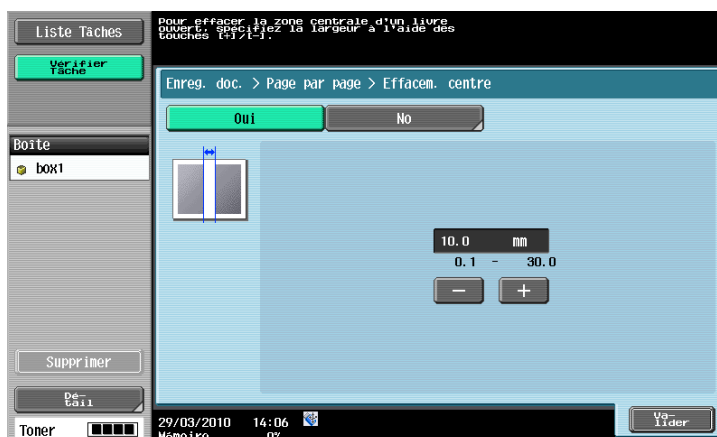 Liste Tâches
Vérifier
Tâche
Boîte
box1
Supprimer
Dé-
tail
Toner
Pour effacer la zone centrale d'un livre
ouvert, spécifiez la largeur à l'aide des
touches [+]/[-].
Enreg. doc. > Page par page > Effacem. centre
Oui
No
10.0 mm
0.1 - 30.0
−
+
29/03/2010 14:06
Mémoire 0%
Va-
lider